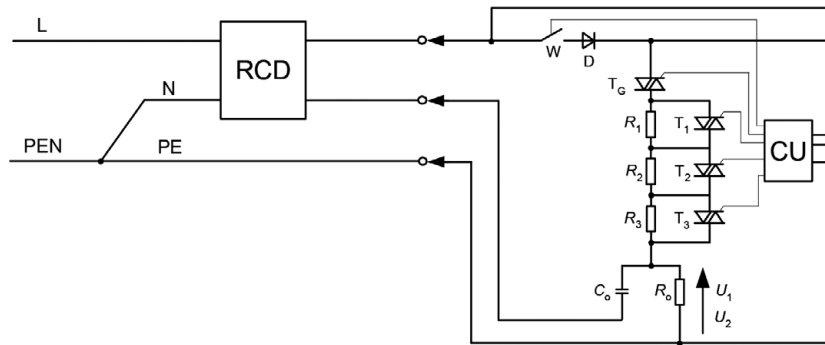 L
RCD
N
PEN
PE
W
D
T_G
R_1
T_1
CU
R_2
T_2
R_3
T_3
C_o
R_o
U_1
U_2